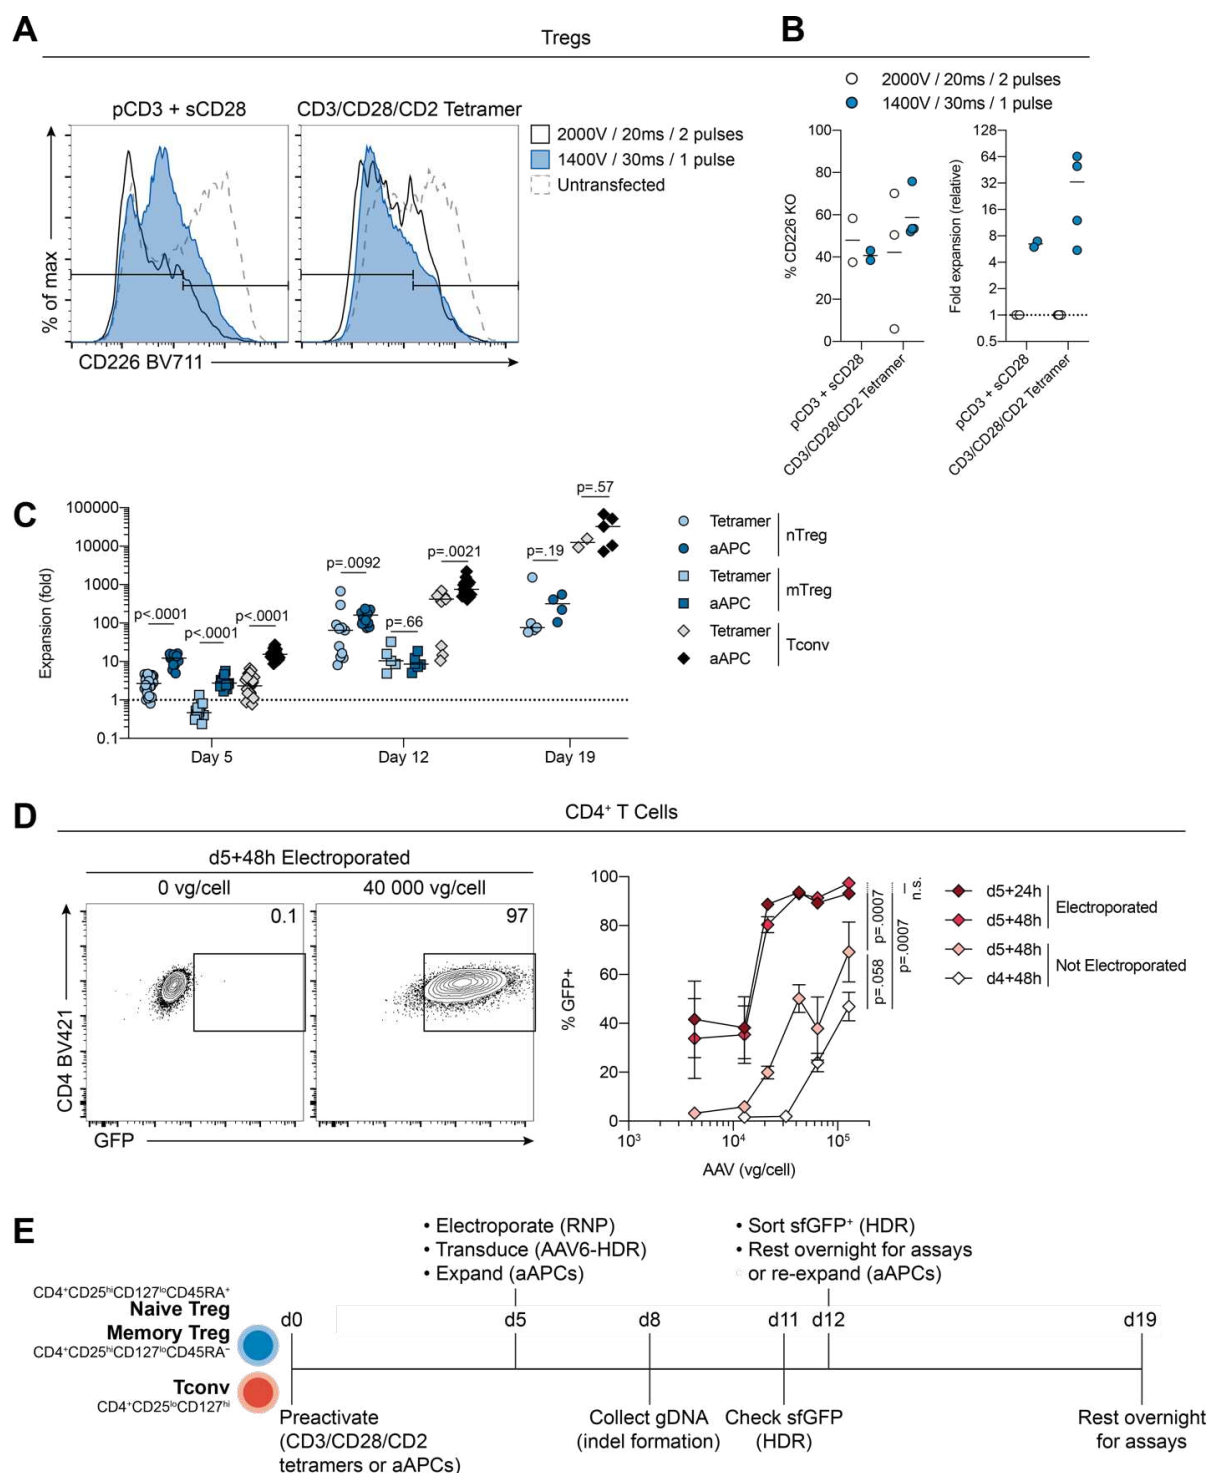 A
Tregs
B
pCD3 + sCD28
CD3/CD28/CD2 Tetramer
2000V / 20ms / 2 pulses
1400V / 30ms / 1 pulse
Untransfected
% of max
CD226 BV711
2000V / 20ms / 2 pulses
1400V / 30ms / 1 pulse
% CD226 KO
100
80
60
40
20
0
pCD3 + sCD28
CD3/CD28/CD2 Tetramer
Fold expansion (relative)
128
64
32
16
8
4
2
1
0.5
pCD3 + sCD28
CD3/CD28/CD2 Tetramer
C
Expansion (fold)
100000
10000
1000
100
10
1
0.1
p<.0001
p<.0001
p<.0001
p=.0092
p=.66
p=.0021
p=.19
p=.57
Day 5
Day 12
Day 19
Tetramer
aAPC
nTreg
Tetramer
aAPC
mTreg
Tetramer
aAPC
Tconv
D
CD4⁺ T Cells
d5+48h Electroporated
0 vg/cell
40 000 vg/cell
0.1
97
CD4 BV421
GFP
% GFP+
100
80
60
40
20
0
10³
10⁴
10⁵
AAV (vg/cell)
p=.058
p=.0007
p=.0007
n.s.
d5+24h
d5+48h
Electroporated
d5+48h
d4+48h
Not Electroporated
E
• Electroporate (RNP)
• Transduce (AAV6-HDR)
• Expand (aAPCs)
• Sort sfGFP⁺ (HDR)
• Rest overnight for assays
or re-expand (aAPCs)
CD4⁺CD25ʰⁱCD127ˡᵒCD45RA⁺
Naive Treg
Memory Treg
CD4⁺CD25ʰⁱCD127ˡᵒCD45RA⁻
Tconv
CD4⁺CD25ˡᵒCD127ʰⁱ
d0
d5
d8
d11
d12
d19
Preactivate
(CD3/CD28/CD2
tetramers or aAPCs)
Collect gDNA
(indel formation)
Check sfGFP
(HDR)
Rest overnight
for assays